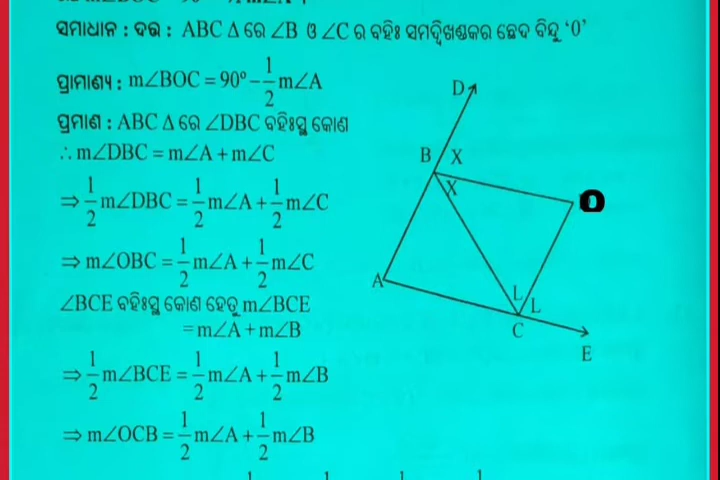 ସମାଧାନ : ଦତ୍ତ : ABC Δ ରେ ∠B ଓ ∠C ର ବହିଃ ସମଦ୍ବିଖଣ୍ଡକର ଛେଦ ବିନ୍ଦୁ ‘0’
ପ୍ରାମାଣ୍ୟ : m∠BOC = 90° − 1/2 m∠A
ପ୍ରମାଣ : ABC Δ ରେ ∠DBC ବହିଃସ୍ଥ କୋଣ
∴ m∠DBC = m∠A + m∠C
⇒ 1/2 m∠DBC = 1/2 m∠A + 1/2 m∠C
⇒ m∠OBC = 1/2 m∠A + 1/2 m∠C
∠BCE ବହିଃସ୍ଥ କୋଣ ହେତୁ m∠BCE
= m∠A + m∠B
⇒ 1/2 m∠BCE = 1/2 m∠A + 1/2 m∠B
⇒ m∠OCB = 1/2 m∠A + 1/2 m∠B
D
B X
X
O
A
L
L
C
E